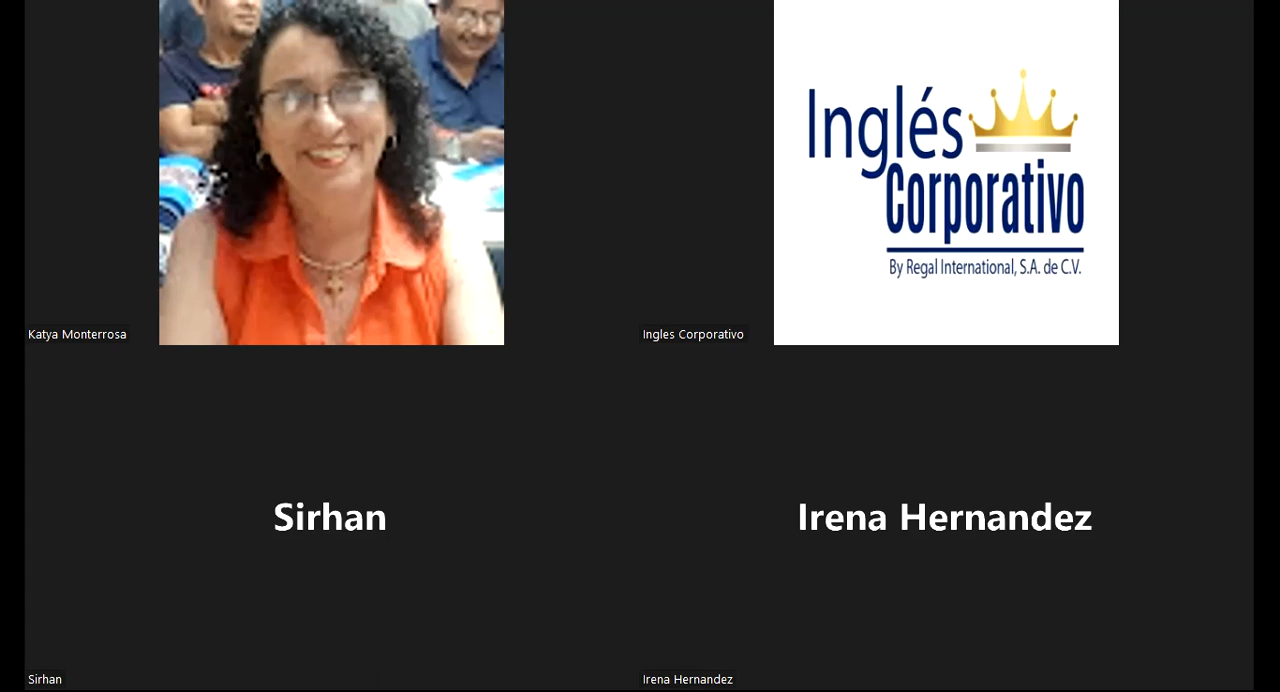 Inglés
Corporativo
By Regal International, S.A. de C.V.
Katya Monterrosa
Ingles Corporativo
Sirhan
Irena Hernandez
Sirhan
Irena Hernandez